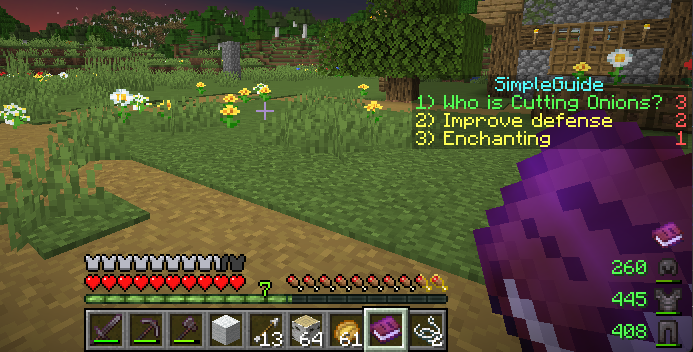 SimpleGuide
1) Who is Cutting Onions? 3
2) Improve defense 2
3) Enchanting 1
260
445
408
7
13 64 61 2